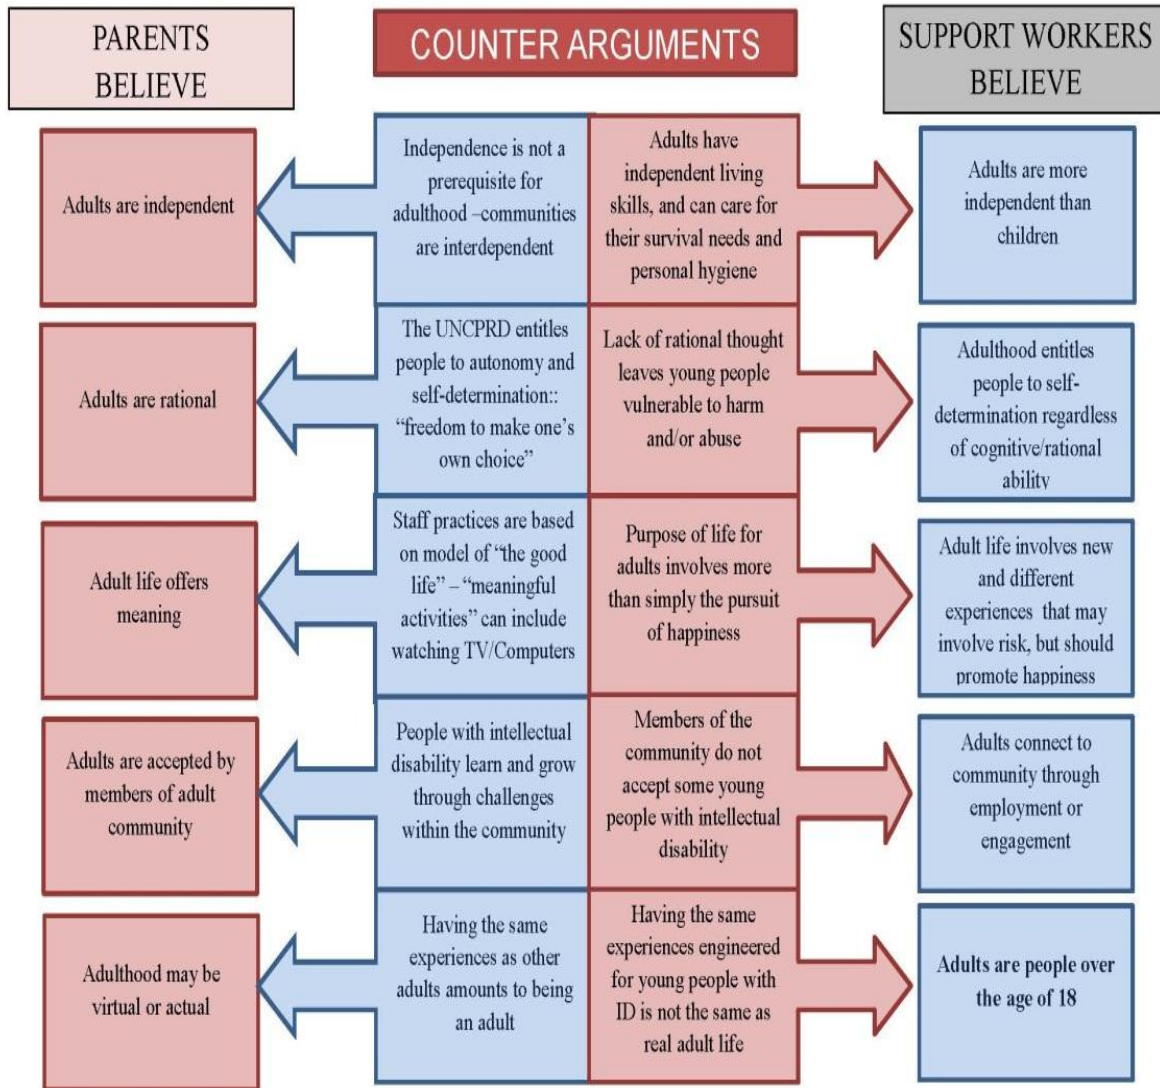 PARENTS
BELIEVE
COUNTER ARGUMENTS
SUPPORT WORKERS
BELIEVE
Adults are independent
Independence is not a
prerequisite for
adulthood –communities
are interdependent
Adults have
independent living
skills, and can care for
their survival needs and
personal hygiene
Adults are more
independent than
children
Adults are rational
The UNCPRD entitles
people to autonomy and
self-determination::
“freedom to make one’s
own choice”
Lack of rational thought
leaves young people
vulnerable to harm
and/or abuse
Adulthood entitles
people to self-
determination regardless
of cognitive/rational
ability
Adult life offers
meaning
Staff practices are based
on model of “the good
life” – “meaningful
activities” can include
watching TV/Computers
Purpose of life for
adults involves more
than simply the pursuit
of happiness
Adult life involves new
and different
experiences that may
involve risk, but should
promote happiness
Adults are accepted by
members of adult
community
People with intellectual
disability learn and grow
through challenges
within the community
Members of the
community do not
accept some young
people with intellectual
disability
Adults connect to
community through
employment or
engagement
Adulthood may be
virtual or actual
Having the same
experiences as other
adults amounts to being
an adult
Having the same
experiences engineered
for young people with
ID is not the same as
real adult life
Adults are people over
the age of 18